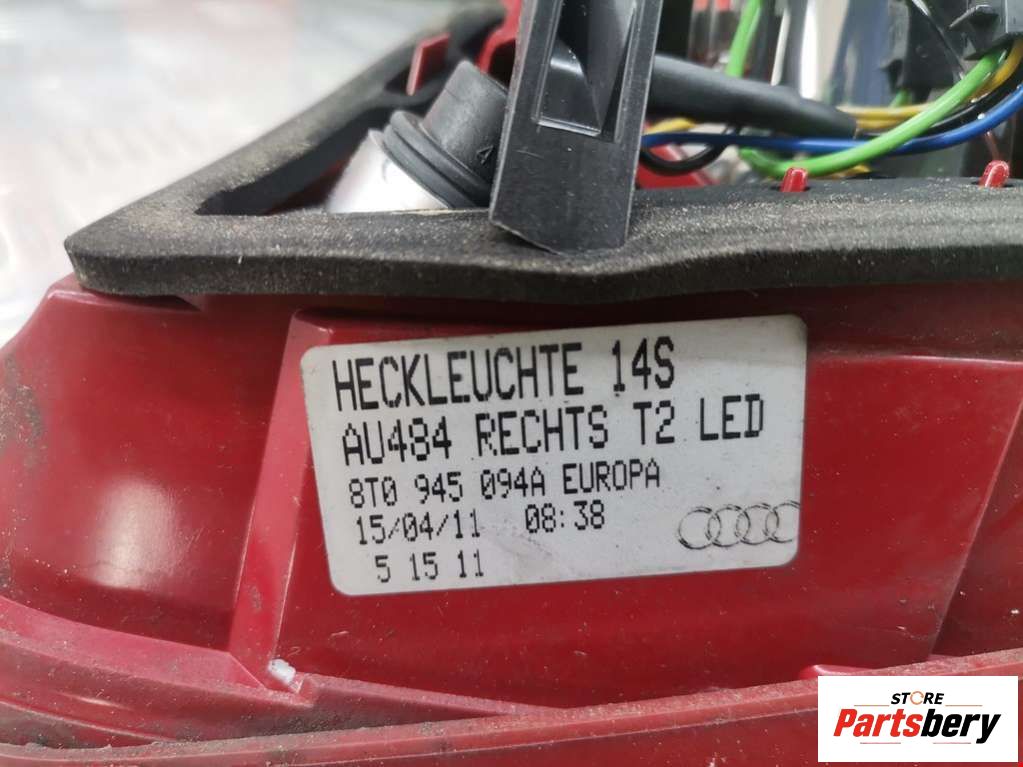 HECKLEUCHTE 14S
AU484 RECHTS T2 LED
8T0 945 094A EUROPA
15/04/11 08:38
5 15 11
STORE
Partsbery